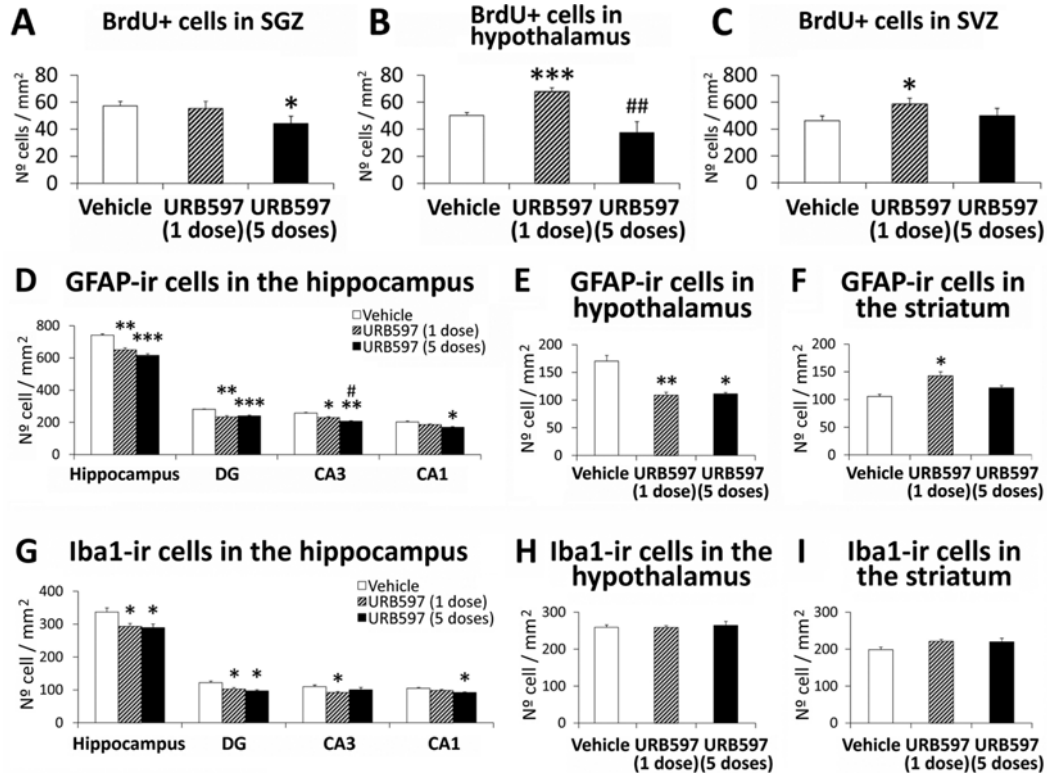 A
BrdU+ cells in SGZ
Nº cells / mm²
80
60
40
20
0
*
Vehicle URB597 URB597
(1 dose) (5 doses)
B
BrdU+ cells in
hypothalamus
Nº cells / mm²
80
60
40
20
0
***
##
Vehicle URB597 URB597
(1 dose) (5 doses)
C
BrdU+ cells in SVZ
Nº cells / mm²
800
600
400
200
0
*
Vehicle URB597 URB597
(1 dose) (5 doses)
D
GFAP-ir cells in the hippocampus
Nº cell / mm²
800
600
400
200
0
Vehicle
URB597 (1 dose)
URB597 (5 doses)
** ***
** ***
#
* **
*
Hippocampus DG CA3 CA1
E
GFAP-ir cells in
hypothalamus
Nº cell / mm²
200
150
100
50
0
** *
Vehicle URB597 URB597
(1 dose) (5 doses)
F
GFAP-ir cells in
the striatum
Nº cell / mm²
200
150
100
50
0
*
Vehicle URB597 URB597
(1 dose) (5 doses)
G
Iba1-ir cells in the hippocampus
Nº cell / mm²
400
300
200
100
0
Vehicle
URB597 (1 dose)
URB597 (5 doses)
* *
* *
*
*
Hippocampus DG CA3 CA1
H
Iba1-ir cells in the
hypothalamus
Nº cell / mm²
300
200
100
0
Vehicle URB597 URB597
(1 dose) (5 doses)
I
Iba1-ir cells in
the striatum
Nº cell / mm²
300
200
100
0
Vehicle URB597 URB597
(1 dose) (5 doses)